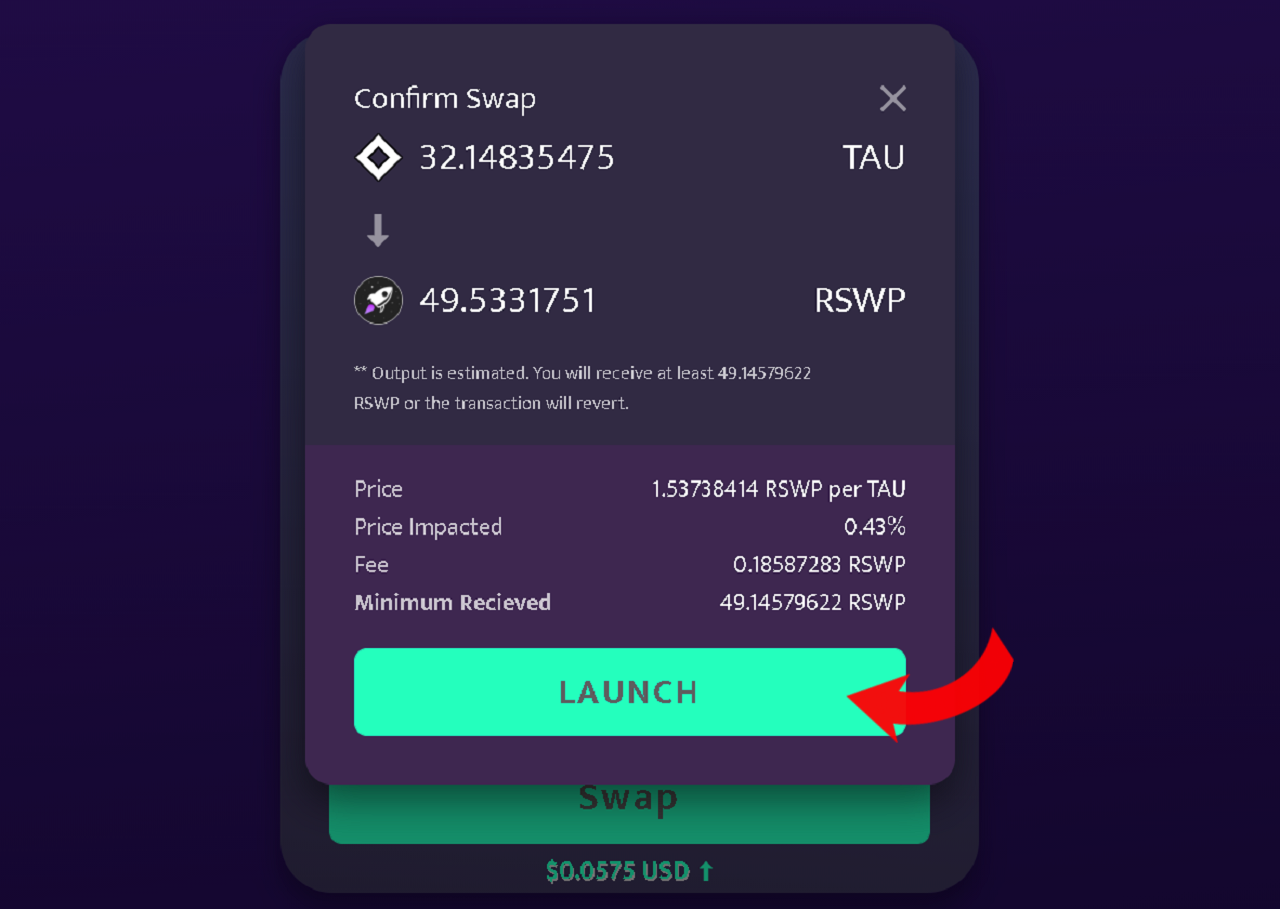 Confirm Swap
32.14835475 TAU
49.5331751 RSWP
** Output is estimated. You will receive at least 49.14579622
RSWP or the transaction will revert.
Price 1.53738414 RSWP per TAU
Price Impacted 0.43%
Fee 0.18587283 RSWP
Minimum Recieved 49.14579622 RSWP
LAUNCH
Swap
$0.0575 USD ↑